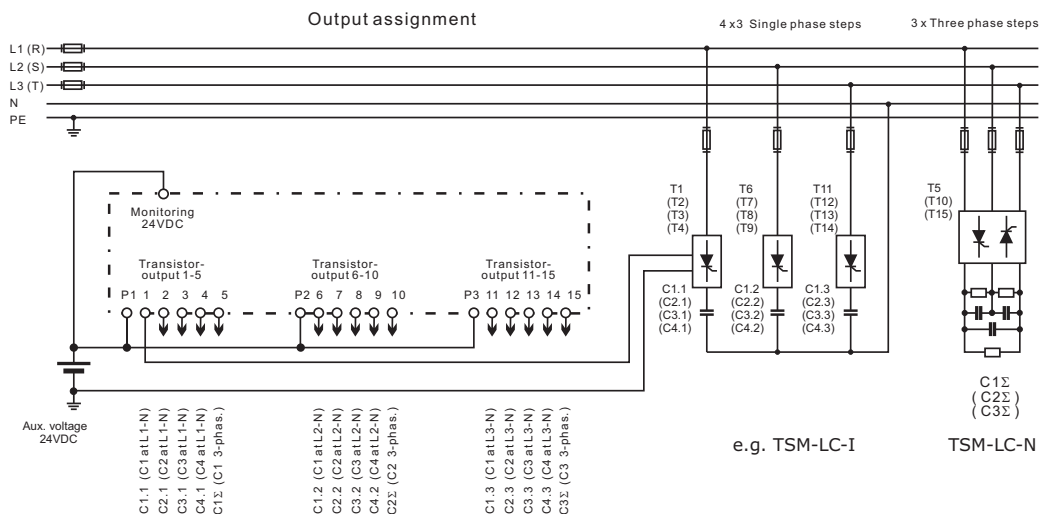 Output assignment
4 x3 Single phase steps
3 x Three phase steps
L1 (R)
L2 (S)
L3 (T)
N
PE
Monitoring
24VDC
Transistor-
output 1-5
Transistor-
output 6-10
Transistor-
output 11-15
P1 1 2 3 4 5
P2 6 7 8 9 10
P3 11 12 13 14 15
T1
(T2)
(T3)
(T4)
T6
(T7)
(T8)
(T9)
T11
(T12)
(T13)
(T14)
T5
(T10)
(T15)
C1.1
(C2.1)
(C3.1)
(C4.1)
C1.2
(C2.2)
(C3.2)
(C4.2)
C1.3
(C2.3)
(C3.3)
(C4.3)
C1Σ
(C2Σ)
(C3Σ)
Aux. voltage
24VDC
C1.1 (C1 at L1-N)
C2.1 (C2 at L1-N)
C3.1 (C3 at L1-N)
C4.1 (C4 at L1-N)
C1Σ (C1 3-phas.)
C1.2 (C1 at L2-N)
C2.2 (C2 at L2-N)
C3.2 (C3 at L2-N)
C4.2 (C4 at L2-N)
C2Σ (C2 3-phas.)
C1.3 (C1 at L3-N)
C2.3 (C2 at L3-N)
C3.3 (C3 at L3-N)
C4.3 (C4 at L3-N)
C3Σ (C3 3-phas.)
e.g. TSM-LC-I
TSM-LC-N